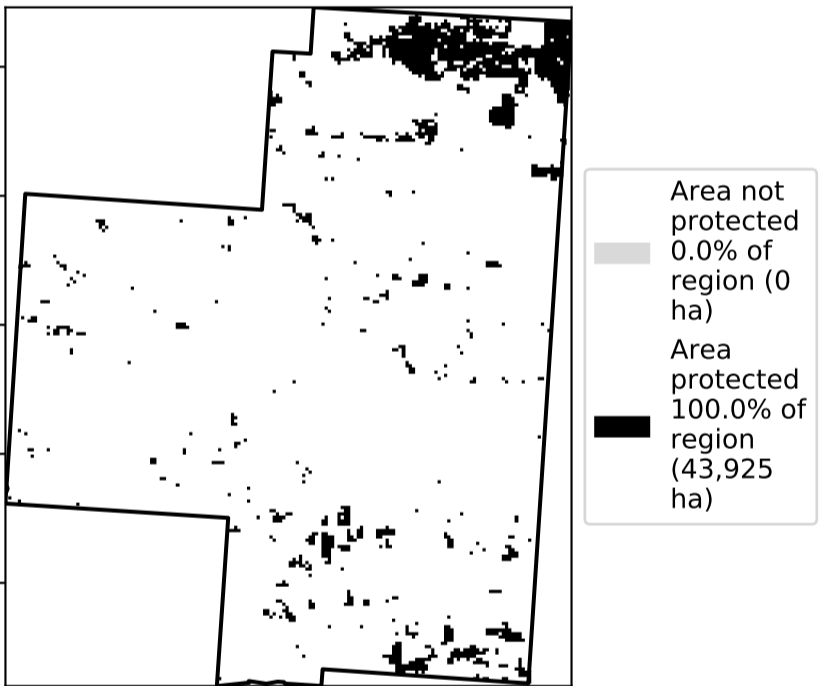 Area not
protected
0.0% of
region (0
ha)
Area
protected
100.0% of
region
(43,925
ha)